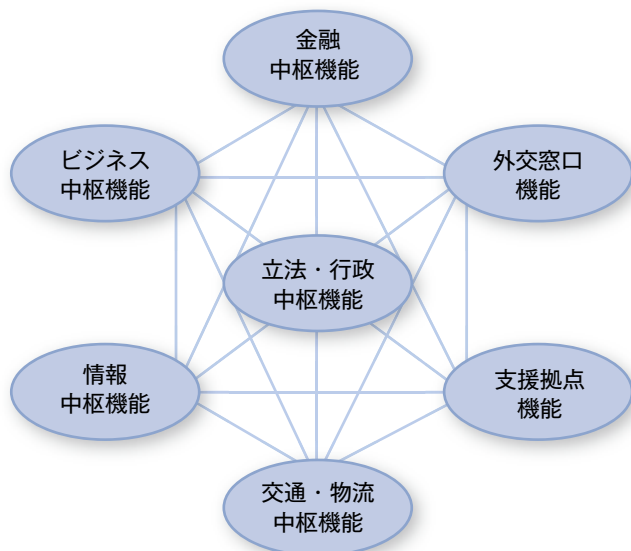 金融
中枢機能
ビジネス
中枢機能
外交窓口
機能
立法・行政
中枢機能
情報
中枢機能
支援拠点
機能
交通・物流
中枢機能